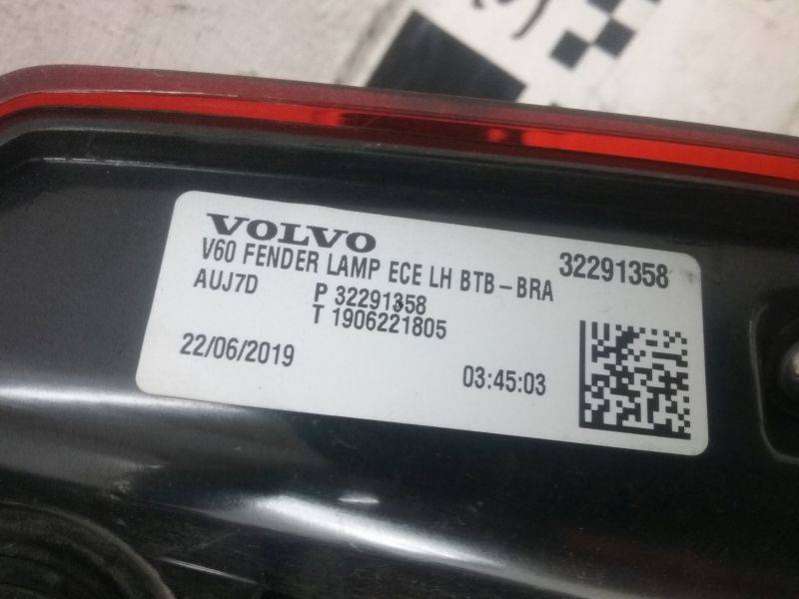 VOLVO
V60 FENDER LAMP ECE LH BTB-BRA 32291358
AUJ7D P 32291358
T 1906221805
22/06/2019 03:45:03